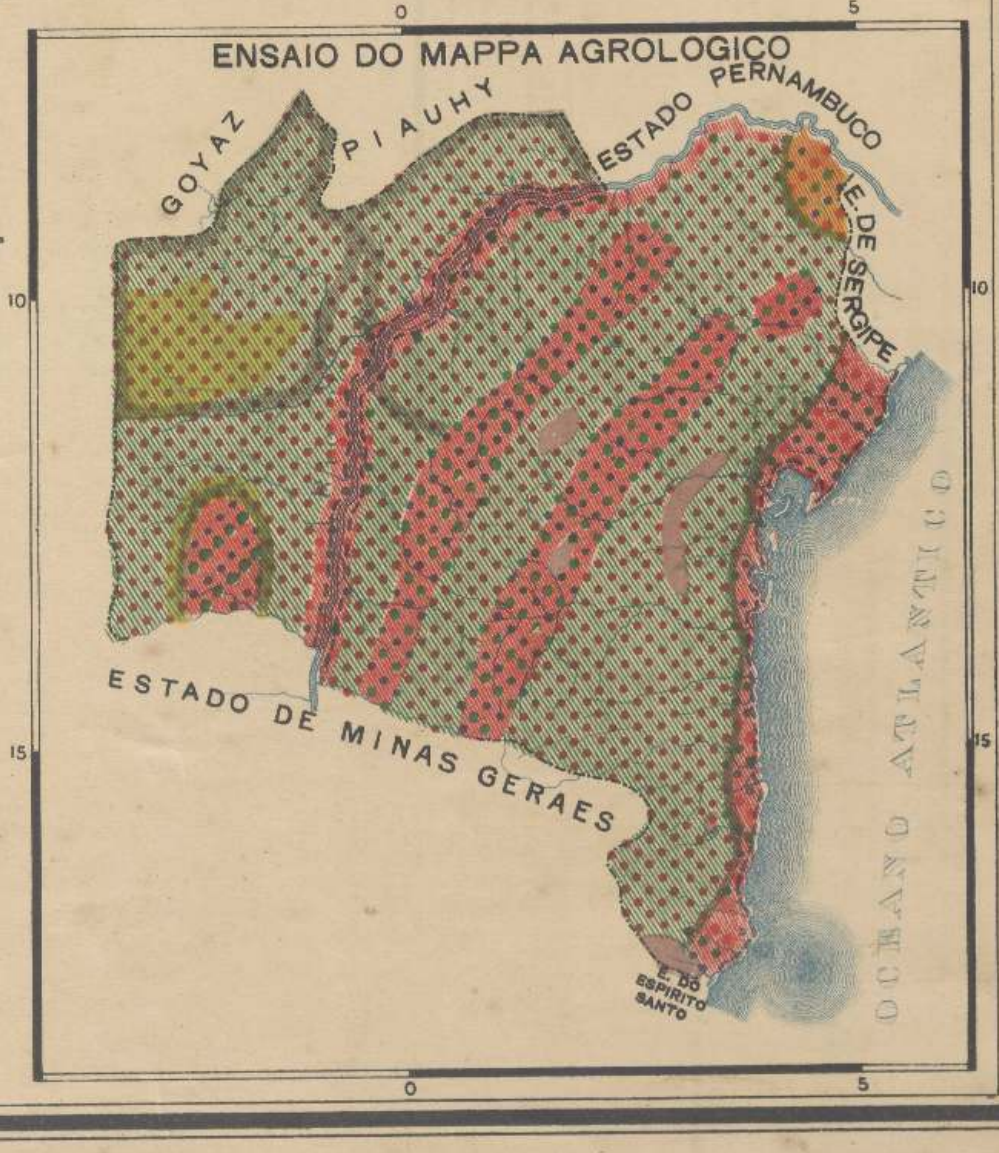 0 5
ENSAIO DO MAPPA AGROLOGICO
GOYAZ
PIAUHY
ESTADO PERNAMBUCO
E. DE SERGIPE
10 10
OCEANO ATLANTICO
ESTADO DE MINAS GERAES
15 15
E. DO
ESPIRITO
SANTO
0 5